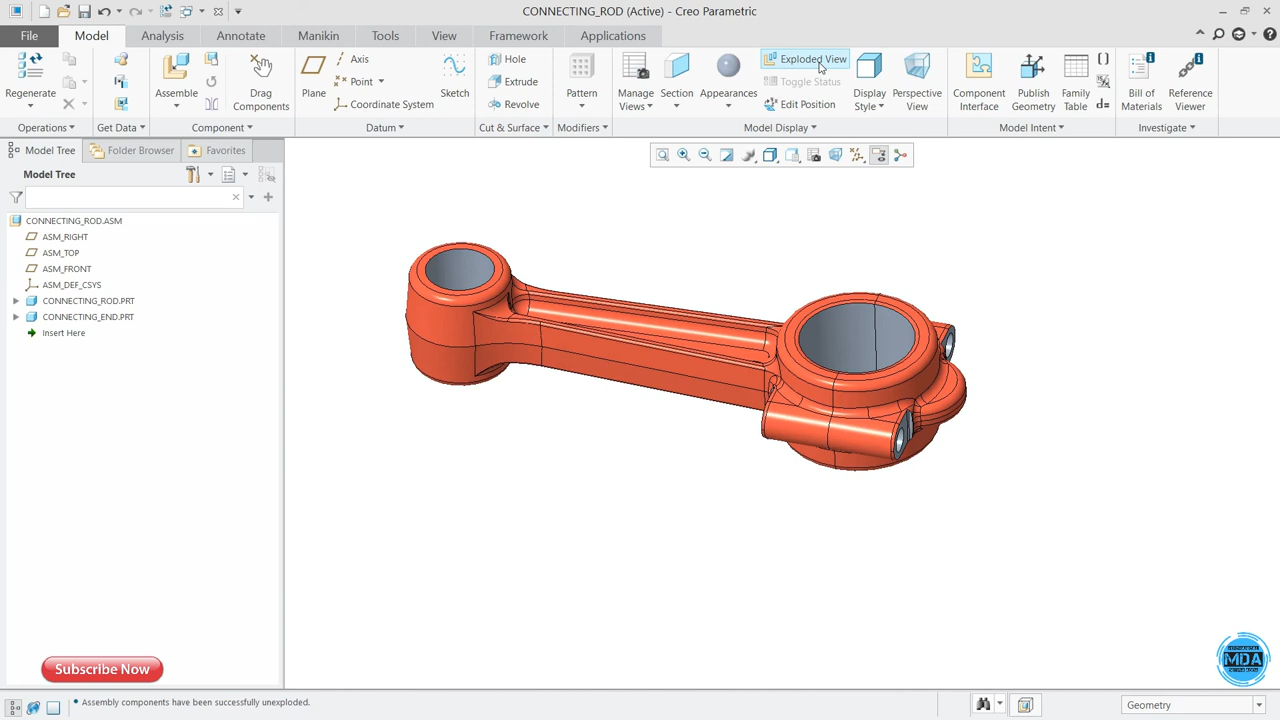 CONNECTING_ROD (Active) - Creo Parametric
File Model Analysis Annotate Manikin Tools View Framework Applications
Regenerate
Operations
Get Data
Assemble
Drag Components
Component
Plane
Axis
Point
Coordinate System
Sketch
Datum
Hole
Extrude
Revolve
Cut & Surface
Pattern
Modifiers
Manage Views
Section
Appearances
Exploded View
Toggle Status
Edit Position
Display Style
Perspective View
Model Display
Component Interface
Publish Geometry
Family Table
Model Intent
Bill of Materials
Reference Viewer
Investigate
Model Tree Folder Browser Favorites
Model Tree
CONNECTING_ROD.ASM
ASM_RIGHT
ASM_TOP
ASM_FRONT
ASM_DEF_CSYS
CONNECTING_ROD.PRT
CONNECTING_END.PRT
Insert Here
Subscribe Now
MDA
Assembly components have been successfully unexploded.
Geometry